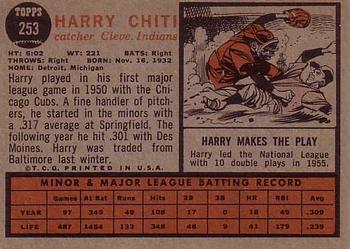 TOPPS
253
HARRY CHITI
catcher Cleve. Indians
HT: 6:02 WT: 221 BATS: Right
THROWS: Right BORN: Nov. 16, 1932
HOME: Detroit, Michigan
Harry played in his first major
league game in 1950 with the Chi-
cago Cubs. A fine handler of pitch-
ers, he started in the minors with
a .317 average at Springfield. The
following year he hit .301 with Des
Moines. Harry was traded from
Baltimore last winter.
© T.C.G. PRINTED IN U.S.A.
HARRY MAKES THE PLAY
Harry led the National League
with 10 double plays in 1955.
MINOR & MAJOR LEAGUE BATTING RECORD
Games At Bat Runs Hits 2B 3B HR RBI Avg.
YEAR 97 349 49 108 17 0 18 69 .309
LIFE 487 1454 133 348 48 9 41 179 .239